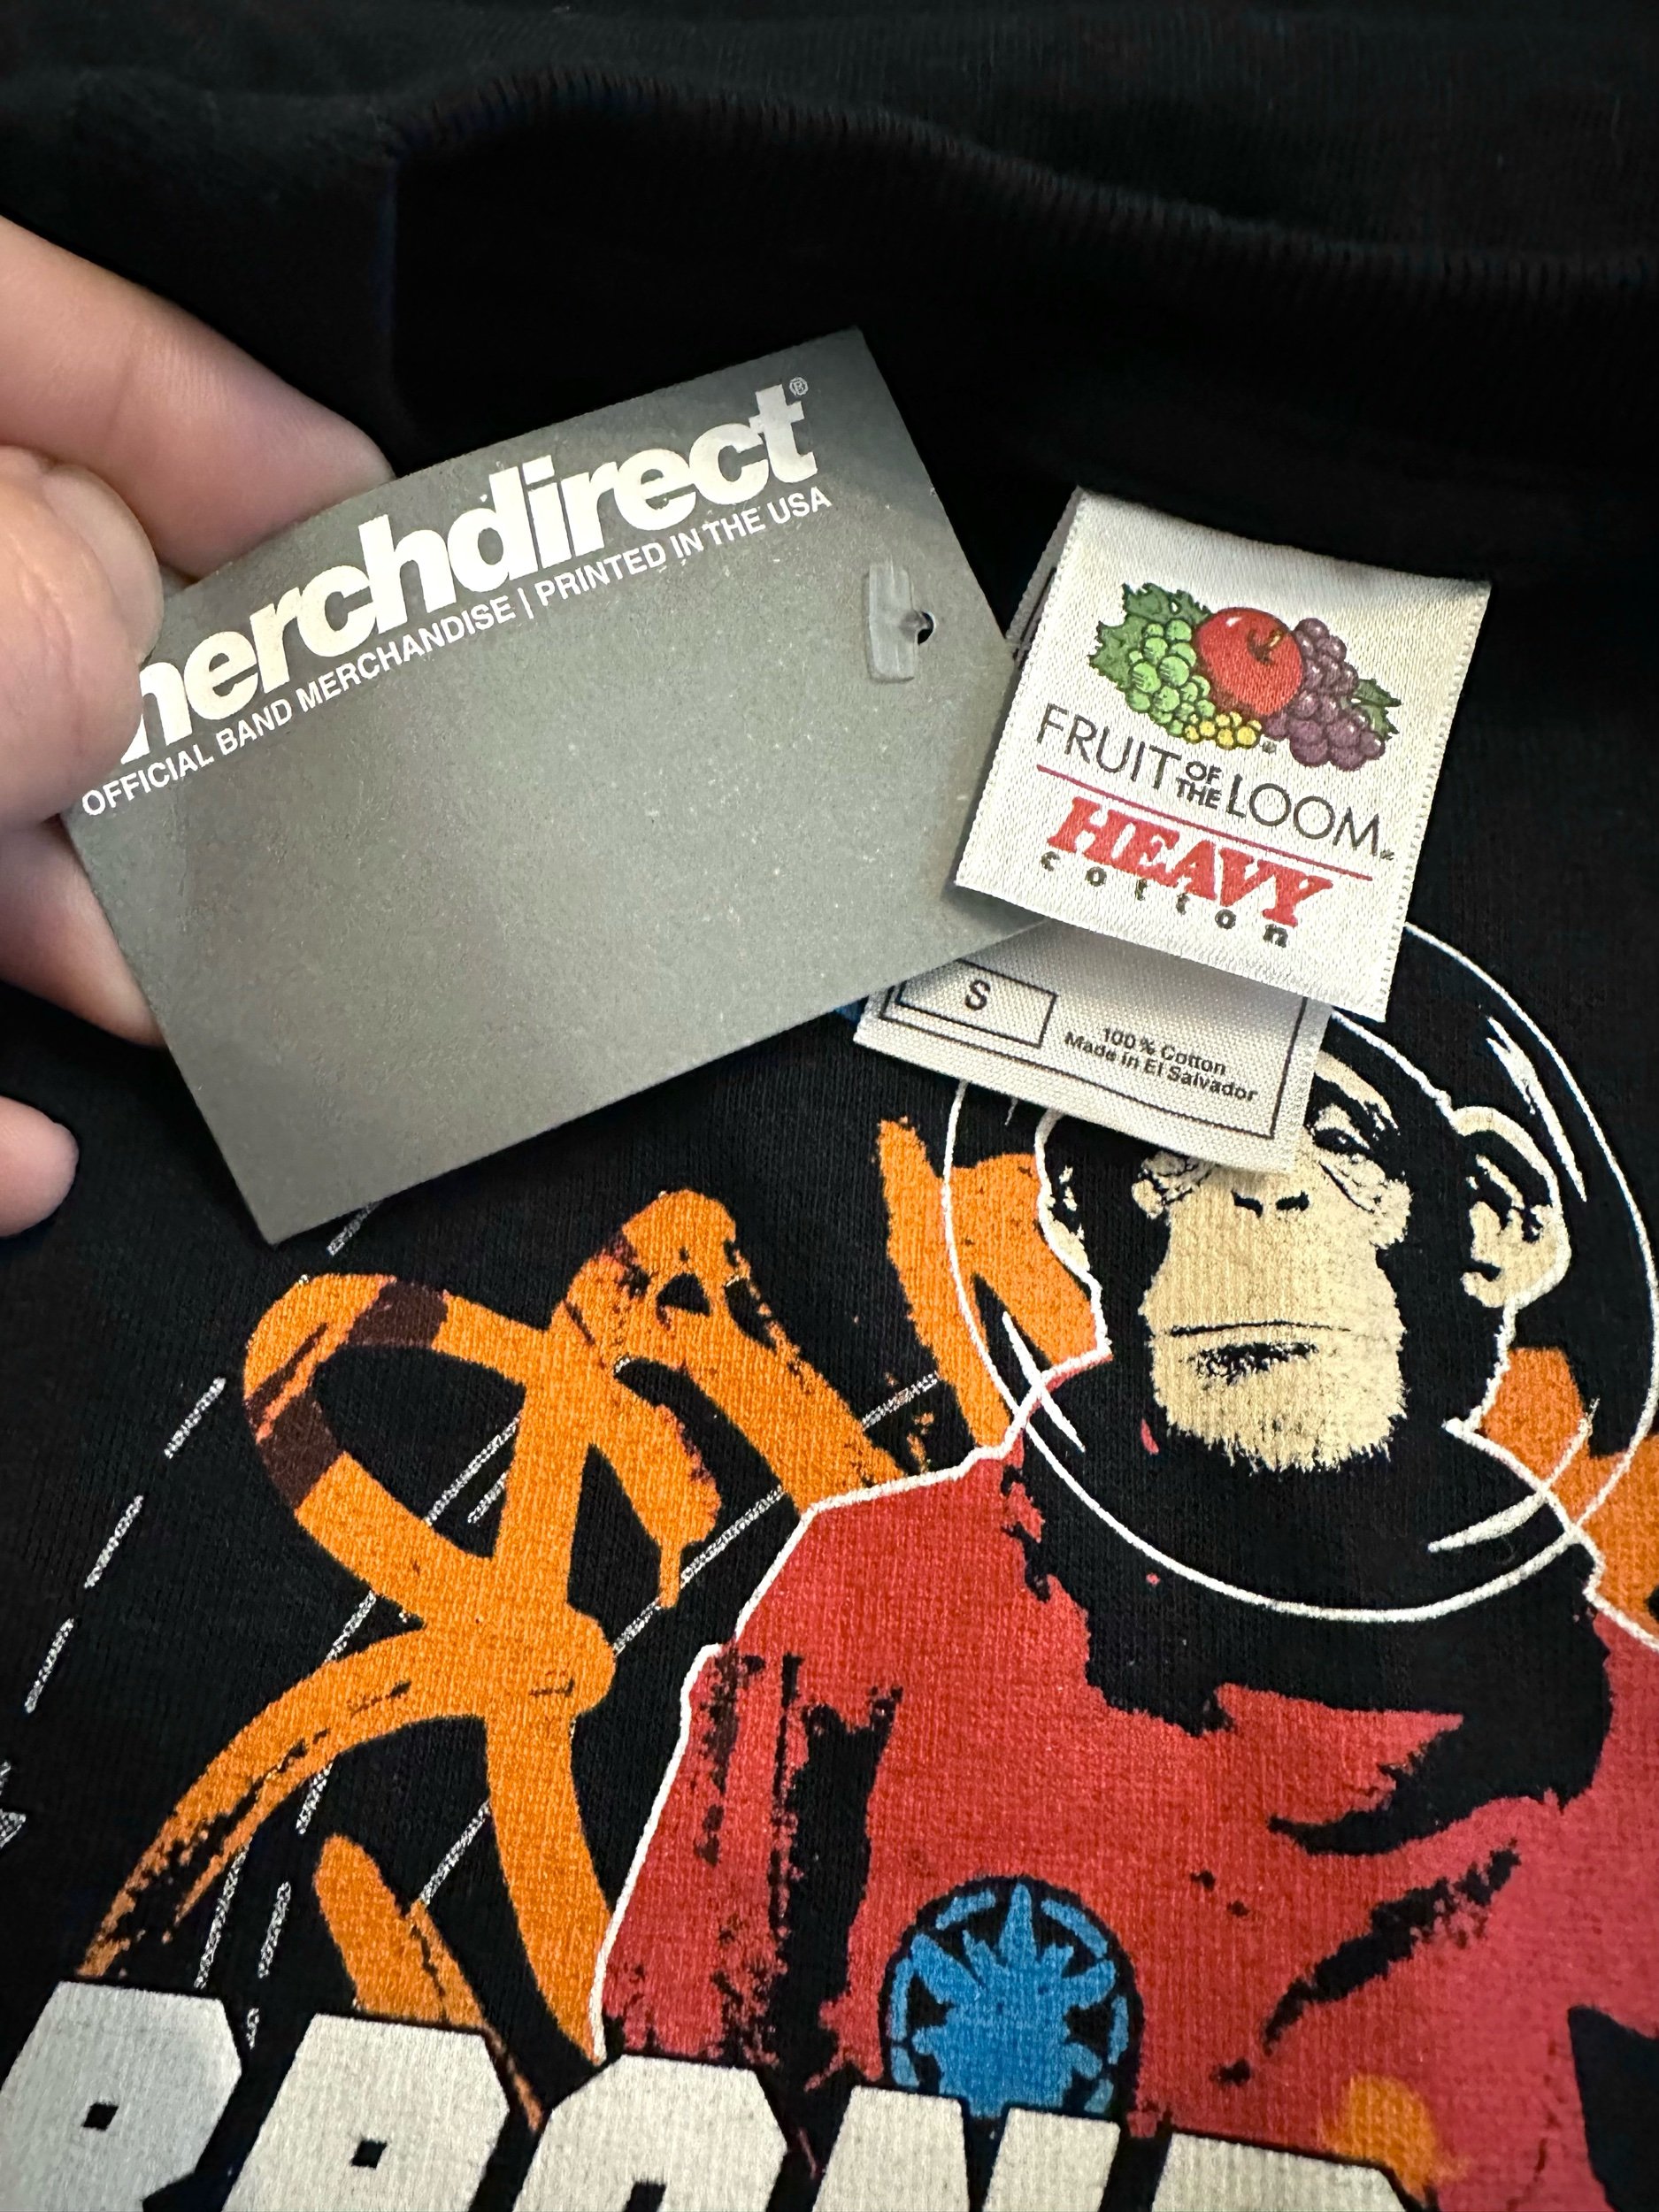 merchdirect®
OFFICIAL BAND MERCHANDISE | PRINTED IN THE USA
FRUIT OF THE LOOM®
HEAVY
cotton
S
100% Cotton
Made in El Salvador